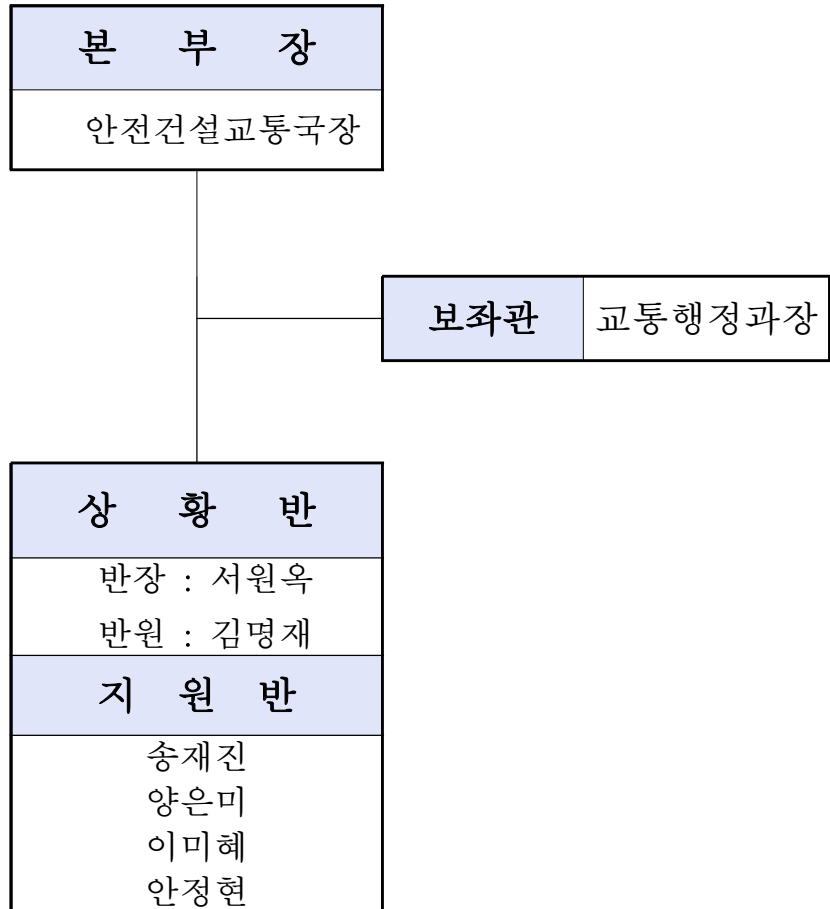 본 부 장
안전건설교통국장
보좌관 교통행정과장
상 황 반
반장 : 서원옥
반원 : 김명재
지 원 반
송재진
양은미
이미혜
안정현